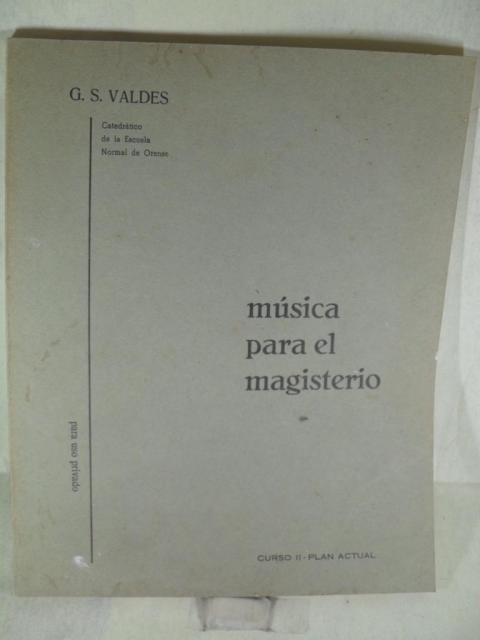 G. S. VALDES
Catedrático
de la Escuela
Normal de Orense
música
para el
magisterio
para uso privado
CURSO II - PLAN ACTUAL